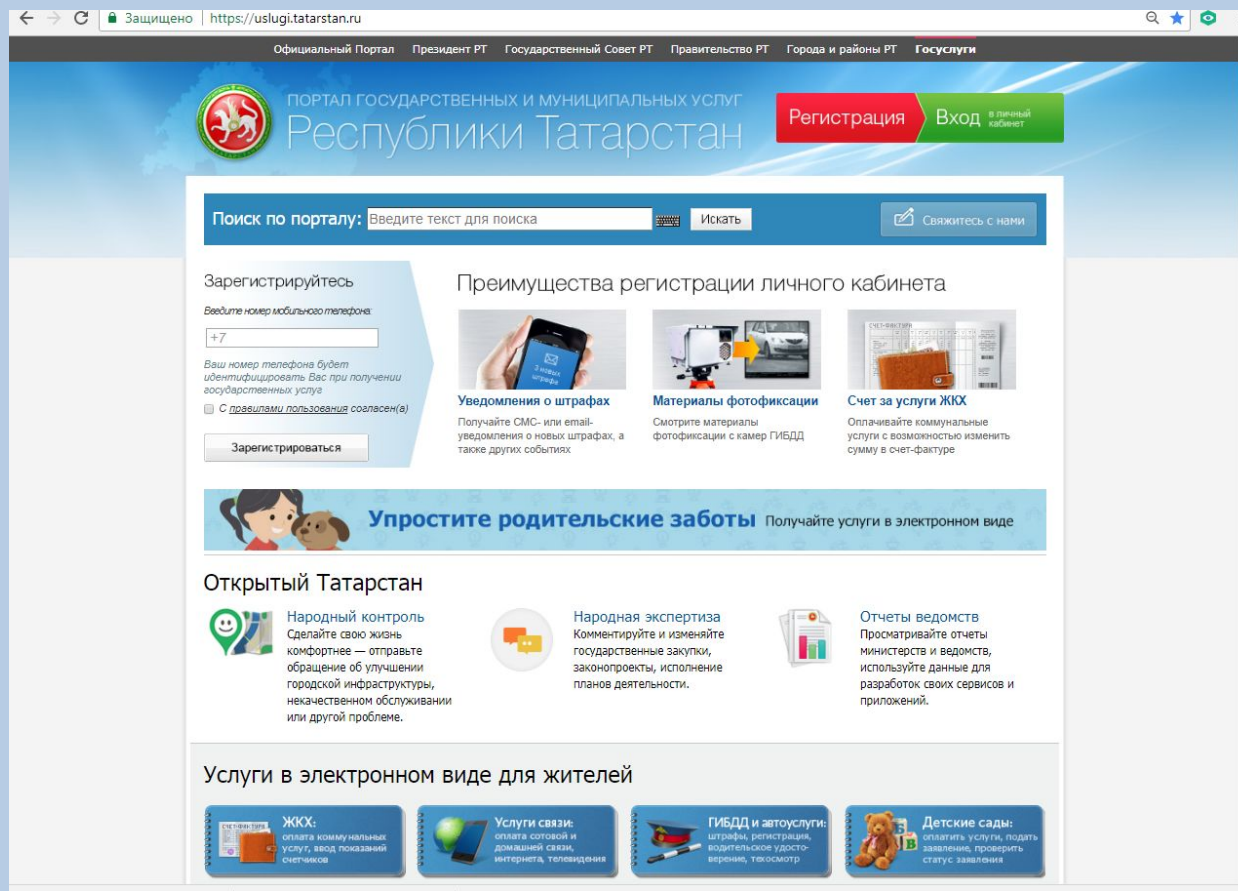 Защищено https://uslugi.tatarstan.ru
Официальный Портал Президент РТ Государственный Совет РТ Правительство РТ Города и районы РТ Госуслуги
ПОРТАЛ ГОСУДАРСТВЕННЫХ И МУНИЦИПАЛЬНЫХ УСЛУГ
Республики Татарстан
Регистрация
Вход в личный
кабинет
Поиск по порталу: Введите текст для поиска Искать
Свяжитесь с нами
Зарегистрируйтесь
Введите номер мобильного телефона:
+7
Ваш номер телефона будет
идентифицировать Вас при получении
государственных услуг
С правилами пользования согласен(а)
Зарегистрироваться
Преимущества регистрации личного кабинета
3 новых
штрафа
Уведомления о штрафах
Получайте СМС- или email-
уведомления о новых штрафах, а
также других событиях
Материалы фотофиксации
Смотрите материалы
фотофиксации с камер ГИБДД
СЧЕТ-ФАКТУРА
Счет за услуги ЖКХ
Оплачивайте коммунальные
услуги с возможностью изменить
сумму в счет-фактуре
Упростите родительские заботы Получайте услуги в электронном виде
Открытый Татарстан
Народный контроль
Сделайте свою жизнь
комфортнее — отправьте
обращение об улучшении
городской инфраструктуры,
некачественном обслуживании
или другой проблеме.
Народная экспертиза
Комментируйте и изменяйте
государственные закупки,
законопроекты, исполнение
планов деятельности.
Отчеты ведомств
Просматривайте отчеты
министерств и ведомств,
используйте данные для
разработок своих сервисов и
приложений.
Услуги в электронном виде для жителей
ЖКХ:
оплата коммунальных
услуг, ввод показаний
счетчиков
Услуги связи:
оплата сотовой и
домашней связи,
интернета, телевидения
ГИБДД и автоуслуги:
штрафы, регистрация,
водительское удосто-
верение, техосмотр
Детские сады:
оплатить услуги, подать
заявление, проверить
статус заявления